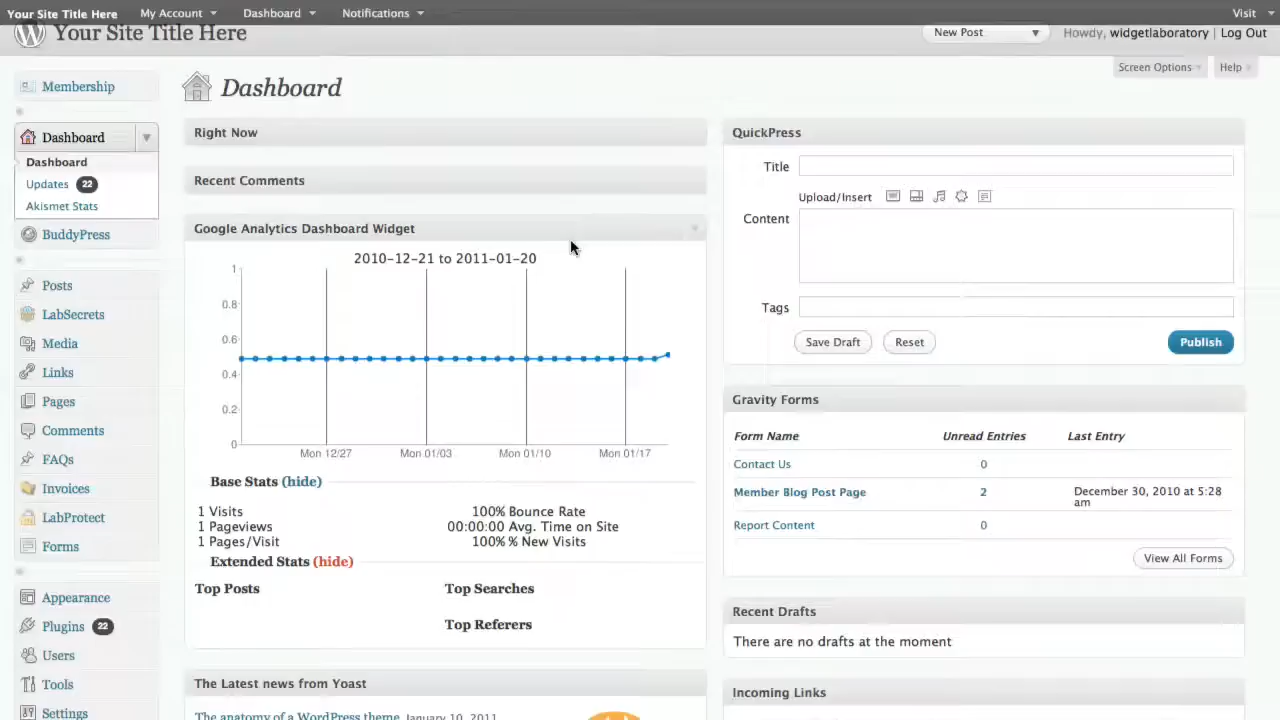 Your Site Title Here My Account Dashboard Notifications Visit
Your Site Title Here
New Post Howdy, widgetlaboratory | Log Out
Screen Options Help
Membership
Dashboard
Dashboard
Updates 22
Akismet Stats
BuddyPress
Posts
LabSecrets
Media
Links
Pages
Comments
FAQs
Invoices
LabProtect
Forms
Appearance
Plugins 22
Users
Tools
Settings
Dashboard
Right Now
Recent Comments
Google Analytics Dashboard Widget
2010-12-21 to 2011-01-20
1
0.8
0.6
0.4
0.2
0
Mon 12/27 Mon 01/03 Mon 01/10 Mon 01/17
Base Stats (hide)
1 Visits 100% Bounce Rate
1 Pageviews 00:00:00 Avg. Time on Site
1 Pages/Visit 100% % New Visits
Extended Stats (hide)
Top Posts Top Searches
Top Referers
The Latest news from Yoast
The anatomy of a WordPress theme January 10, 2011
QuickPress
Title
Upload/Insert
Content
Tags
Save Draft Reset Publish
Gravity Forms
Form Name Unread Entries Last Entry
Contact Us 0
Member Blog Post Page 2 December 30, 2010 at 5:28
am
Report Content 0
View All Forms
Recent Drafts
There are no drafts at the moment
Incoming Links